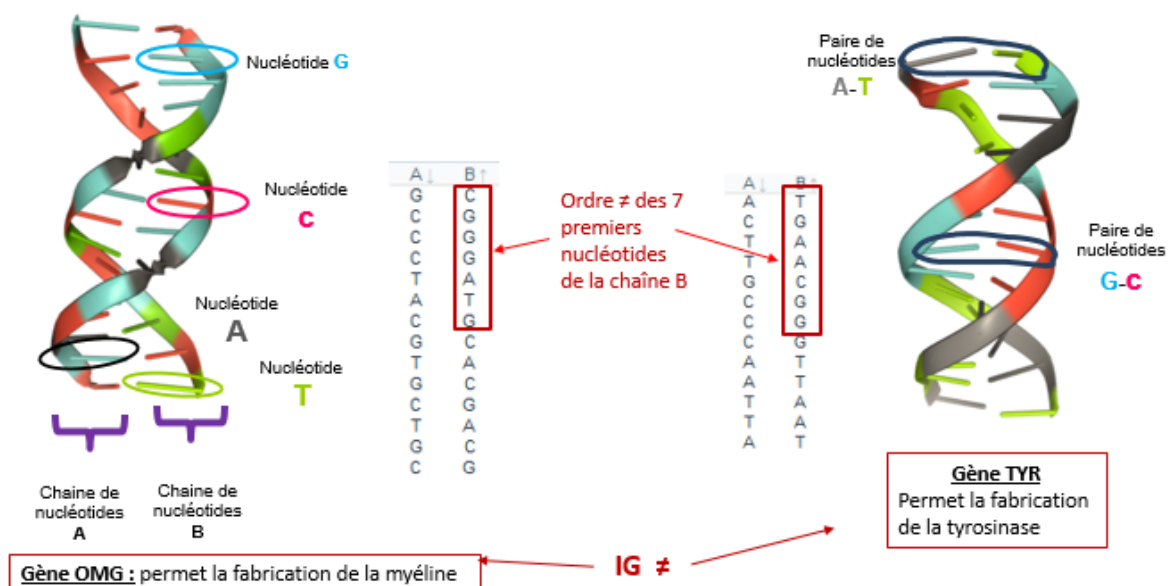 Nucléotide G
Nucléotide
C
Nucléotide
A
Nucléotide
T
Chaine de
nucléotides
A
Chaine de
nucléotides
B
Gène OMG : permet la fabrication de la myéline
A↓ B↑
G C
C G
C G
C G
T A
A T
C G
G C
T A
G C
C G
T A
G C
C G
Ordre ≠ des 7
premiers
nucléotides
de la chaîne B
IG ≠
A↓ B↑
A T
C G
T A
T A
G C
C G
C G
C G
A T
A T
T A
T A
A T
Paire de
nucléotides
A-T
Paire de
nucléotides
G-C
Gène TYR
Permet la fabrication
de la tyrosinase